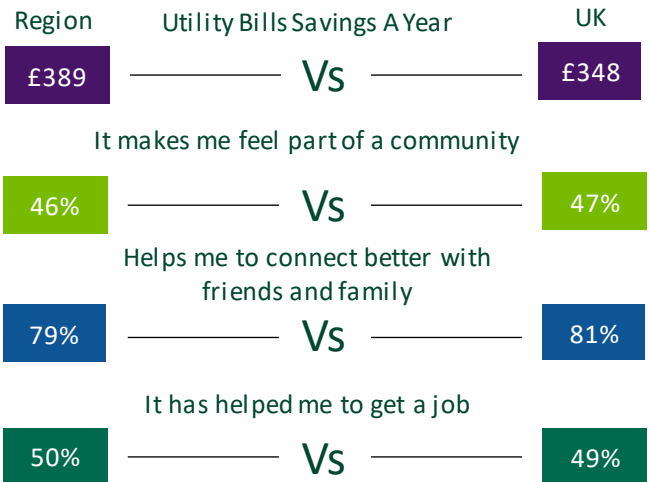 Region Utility Bills Savings A Year UK
£389 Vs £348
It makes me feel part of a community
46% Vs 47%
Helps me to connect better with
friends and family
79% Vs 81%
It has helped me to get a job
50% Vs 49%